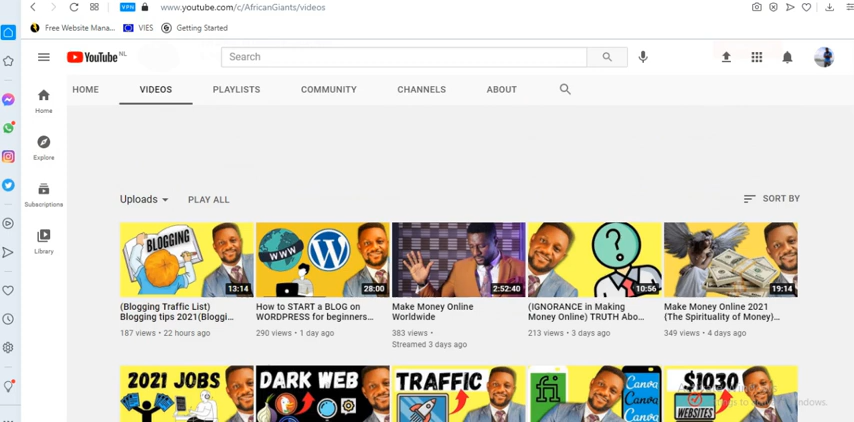 www.youtube.com/c/AfricanGiants/videos
VPN
Free Website Mana...
VIES
Getting Started
YouTube NL
Search
HOME
VIDEOS
PLAYLISTS
COMMUNITY
CHANNELS
ABOUT
Home
Explore
Subscriptions
Library
Uploads
PLAY ALL
SORT BY
BLOGGING
13:14
WWW
28:00
2:52:40
10:56
19:14
(Blogging Traffic List)
Blogging tips 2021(Bloggi...
187 views • 22 hours ago
How to START a BLOG on
WORDPRESS for beginners...
290 views • 1 day ago
Make Money Online
Worldwide
383 views •
Streamed 3 days ago
(IGNORANCE in Making
Money Online) TRUTH Abo...
213 views • 3 days ago
Make Money Online 2021
(The Spirituality of Money)...
349 views • 4 days ago
2021 JOBS
DARK WEB
TRAFFIC
fi
Canva
Canva
Canva
$1030
WEBSITES